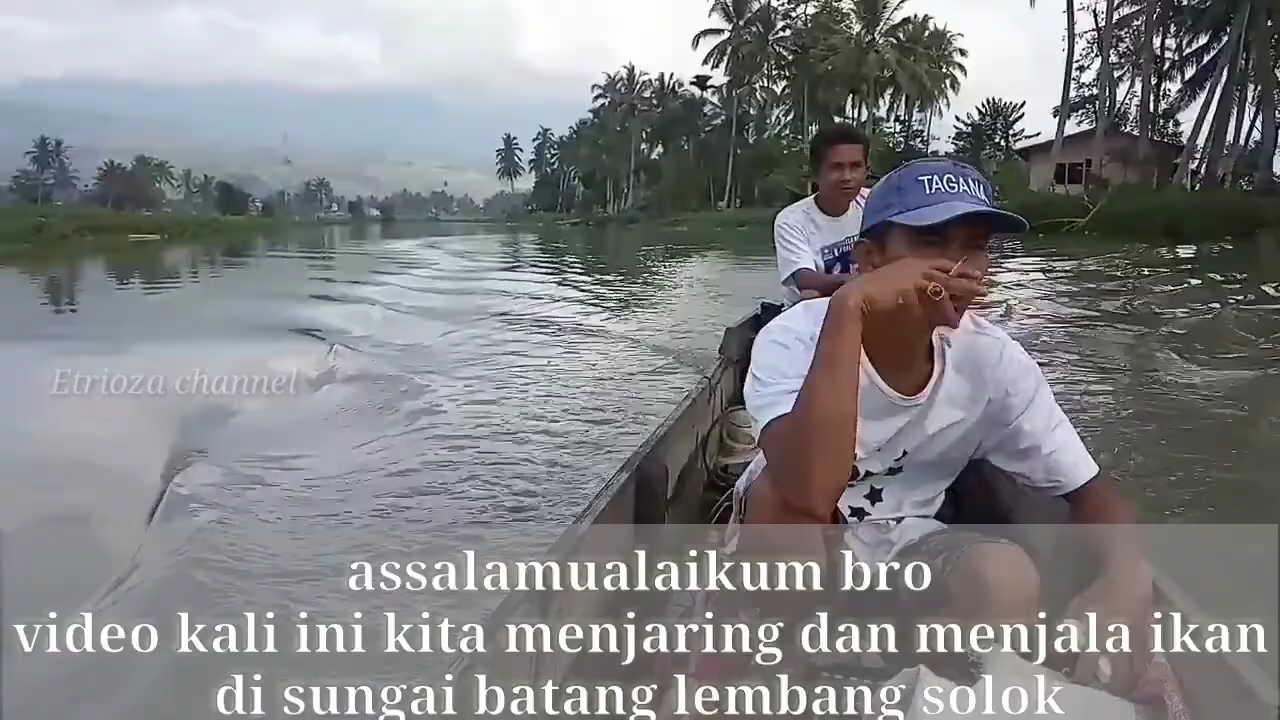 TAGANA
Etrioza channel
assalamualaikum bro
video kali ini kita menjaring dan menjala ikan
di sungai batang lembang solok